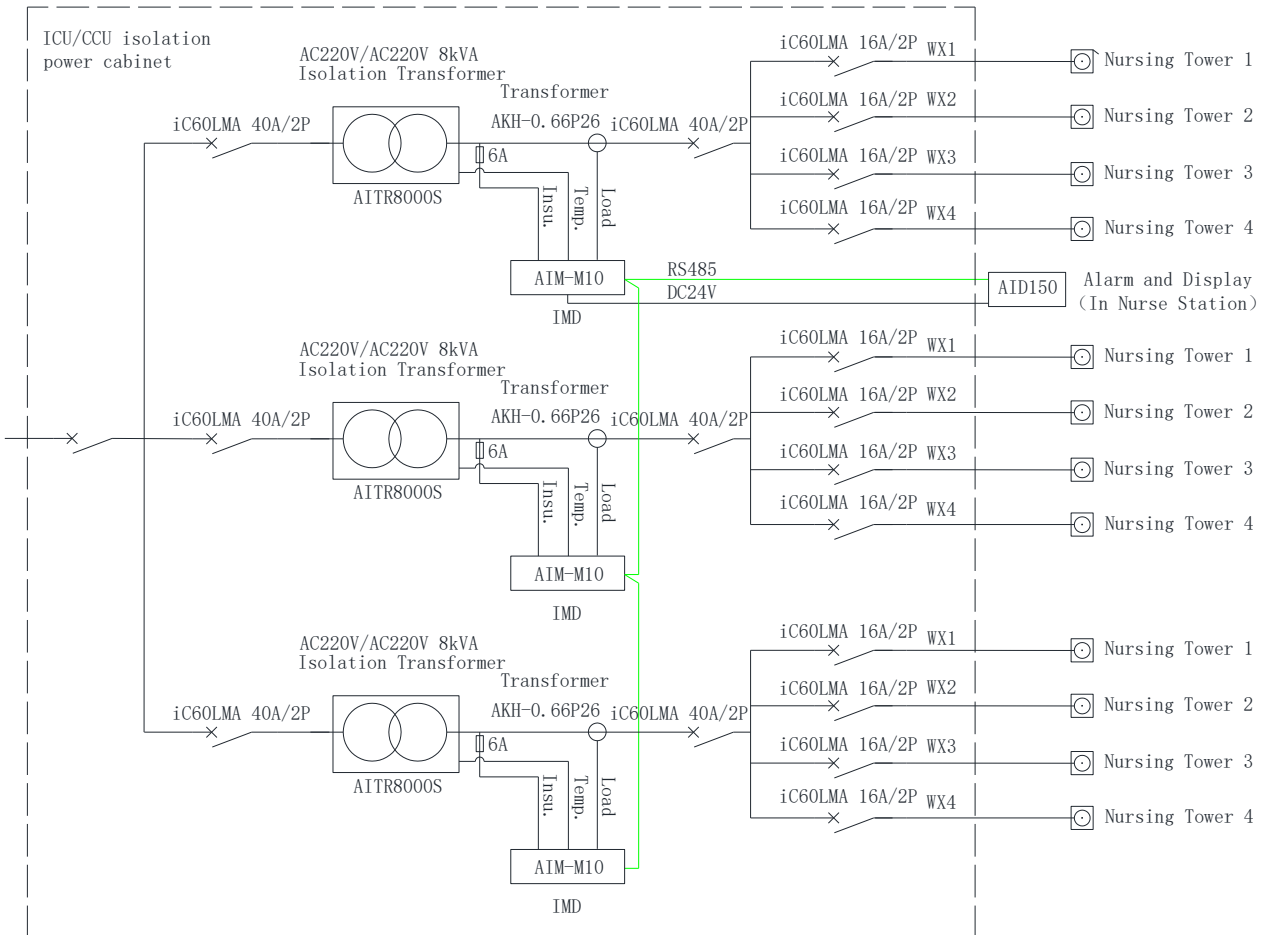 ICU/CCU isolation
power cabinet
AC220V/AC220V 8kVA
Isolation Transformer
Transformer
AKH-0.66P26
iC60LMA 40A/2P
iC60LMA 40A/2P
6A
AITR8000S
Insu.
Temp.
Load
AIM-M10
IMD
iC60LMA 16A/2P WX1
Nursing Tower 1
iC60LMA 16A/2P WX2
Nursing Tower 2
iC60LMA 16A/2P WX3
Nursing Tower 3
iC60LMA 16A/2P WX4
Nursing Tower 4
RS485
DC24V
AID150
Alarm and Display
(In Nurse Station)
AC220V/AC220V 8kVA
Isolation Transformer
Transformer
AKH-0.66P26
iC60LMA 40A/2P
iC60LMA 40A/2P
6A
AITR8000S
Insu.
Temp.
Load
AIM-M10
IMD
iC60LMA 16A/2P WX1
Nursing Tower 1
iC60LMA 16A/2P WX2
Nursing Tower 2
iC60LMA 16A/2P WX3
Nursing Tower 3
iC60LMA 16A/2P WX4
Nursing Tower 4
AC220V/AC220V 8kVA
Isolation Transformer
Transformer
AKH-0.66P26
iC60LMA 40A/2P
iC60LMA 40A/2P
6A
AITR8000S
Insu.
Temp.
Load
AIM-M10
IMD
iC60LMA 16A/2P WX1
Nursing Tower 1
iC60LMA 16A/2P WX2
Nursing Tower 2
iC60LMA 16A/2P WX3
Nursing Tower 3
iC60LMA 16A/2P WX4
Nursing Tower 4